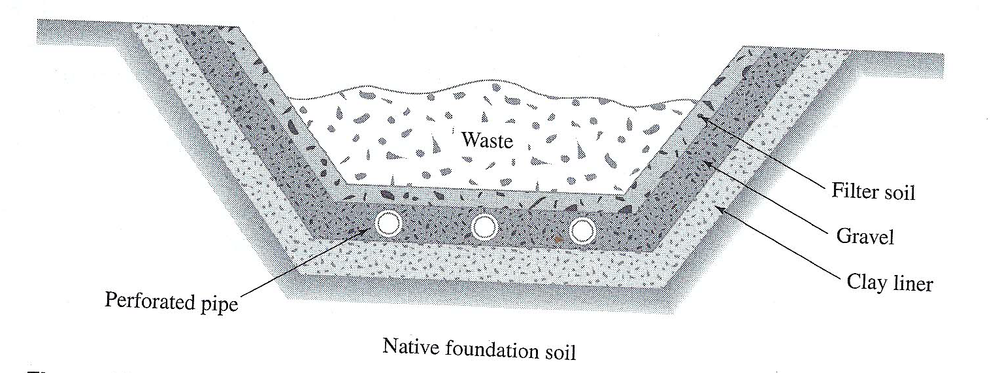 Waste
Filter soil
Gravel
Clay liner
Perforated pipe
Native foundation soil